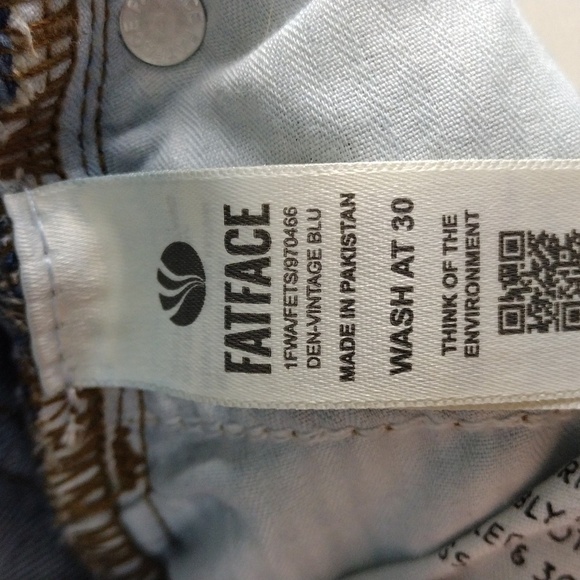 FATFACE
1FWA/FETS/970466
DEN-VINTAGE BLU
MADE IN PAKISTAN
WASH AT 30
THINK OF THE
ENVIRONMENT